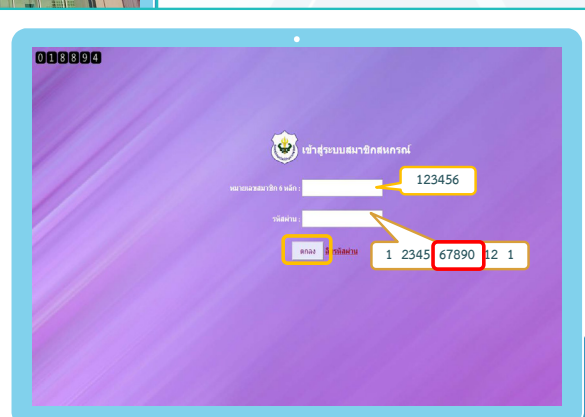 018894
เข้าสู่ระบบสมาชิกสหกรณ์
หมายเลขสมาชิก 6 หลัก :
123456
รหัสผ่าน :
ตกลง
ลืมรหัสผ่าน
1 2345 67890 12 1